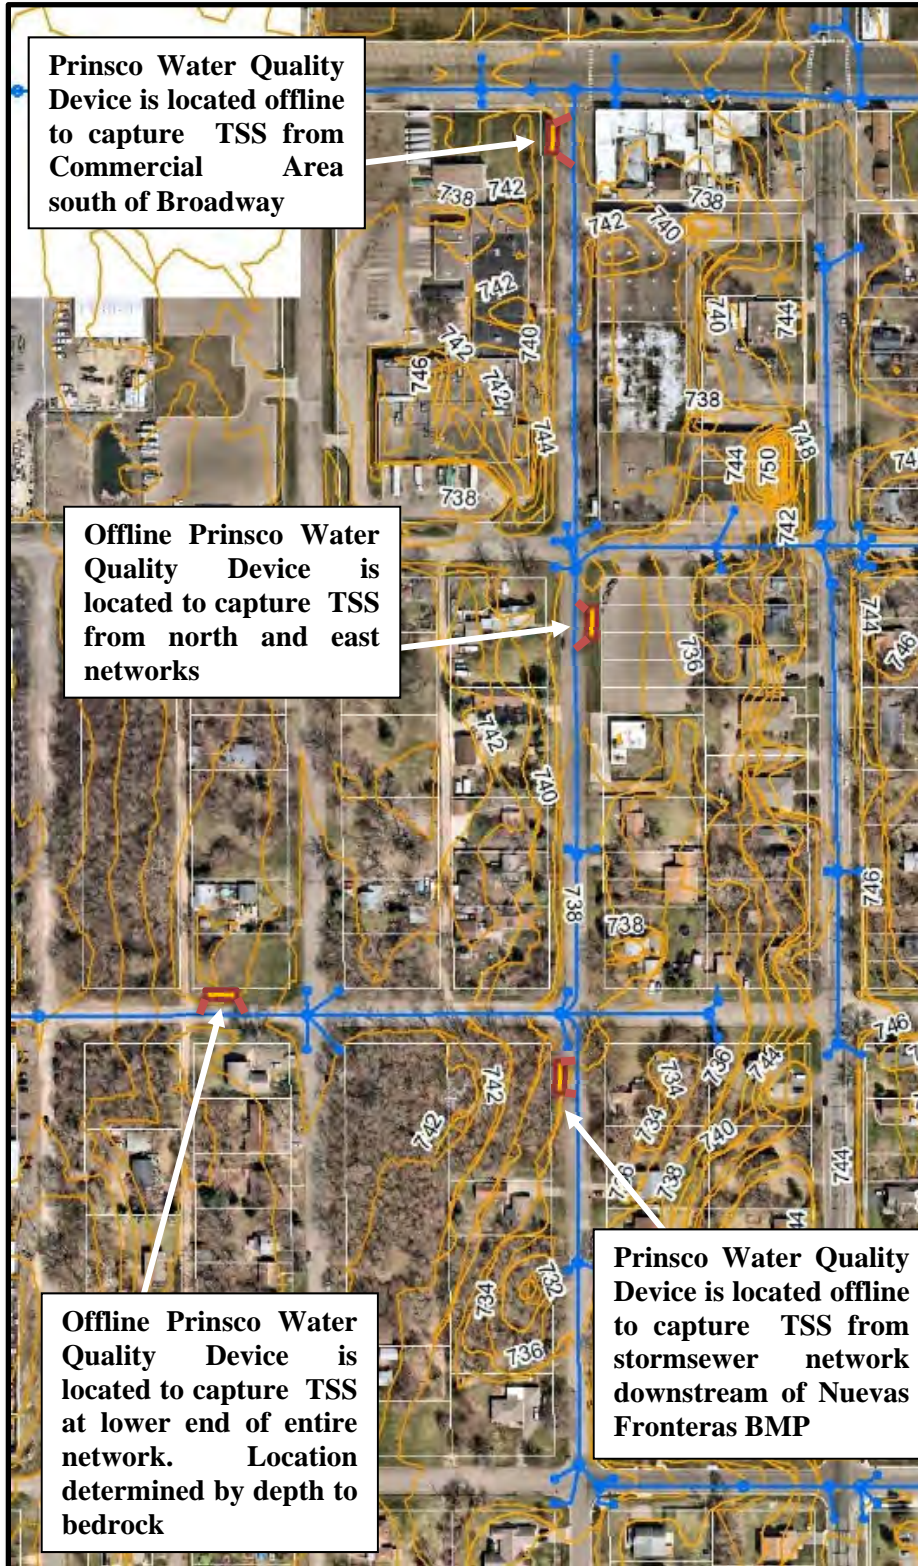 Prinsco Water Quality
Device is located offline
to capture TSS from
Commercial Area
south of Broadway
738
742
742
740
738
742
740
742
746
742
740
744
744
738
738
744
750
748
742
74
Offline Prinsco Water
Quality Device is
located to capture TSS
from north and east
networks
736
744
746
742
740
738
738
746
746
742
742
734
734
736
744
740
736
738
744
44
732
734
736
Offline Prinsco Water
Quality Device is
located to capture TSS
at lower end of entire
network. Location
determined by depth to
bedrock
Prinsco Water Quality
Device is located offline
to capture TSS from
stormsewer network
downstream of Nuevas
Fronteras BMP